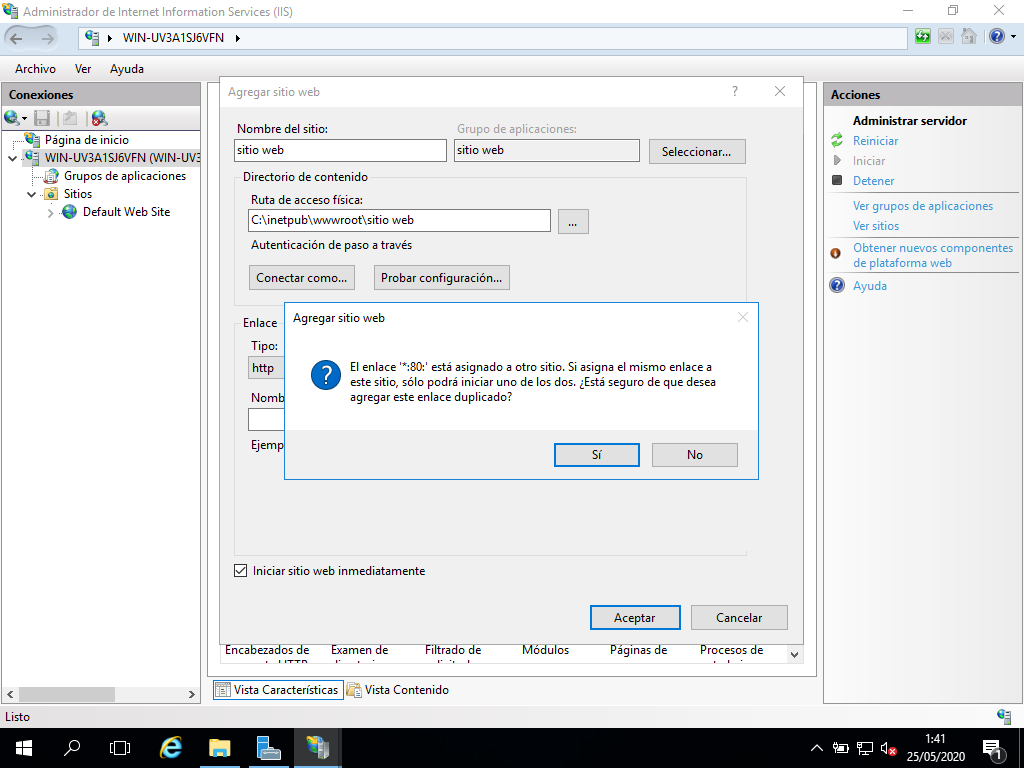 Administrador de Internet Information Services (IIS)
WIN-UV3A1SJ6VFN
Archivo Ver Ayuda
Conexiones
Página de inicio
WIN-UV3A1SJ6VFN (WIN-UV3
Grupos de aplicaciones
Sitios
Default Web Site
Agregar sitio web
?
Nombre del sitio:
Grupo de aplicaciones:
sitio web
sitio web
Seleccionar...
Directorio de contenido
Ruta de acceso física:
C:\inetpub\wwwroot\sitio web
...
Autenticación de paso a través
Conectar como...
Probar configuración...
Enlace
Tipo:
http
Nomb
Ejemp
Agregar sitio web
El enlace '*:80:' está asignado a otro sitio. Si asigna el mismo enlace a
este sitio, sólo podrá iniciar uno de los dos. ¿Está seguro de que desea
agregar este enlace duplicado?
Sí
No
Iniciar sitio web inmediatamente
Aceptar
Cancelar
Encabezados de Examen de Filtrado de Módulos Páginas de Procesos de
Vista Características
Vista Contenido
Acciones
Administrar servidor
Reiniciar
Iniciar
Detener
Ver grupos de aplicaciones
Ver sitios
Obtener nuevos componentes
de plataforma web
Ayuda
Listo
1:41
25/05/2020
1